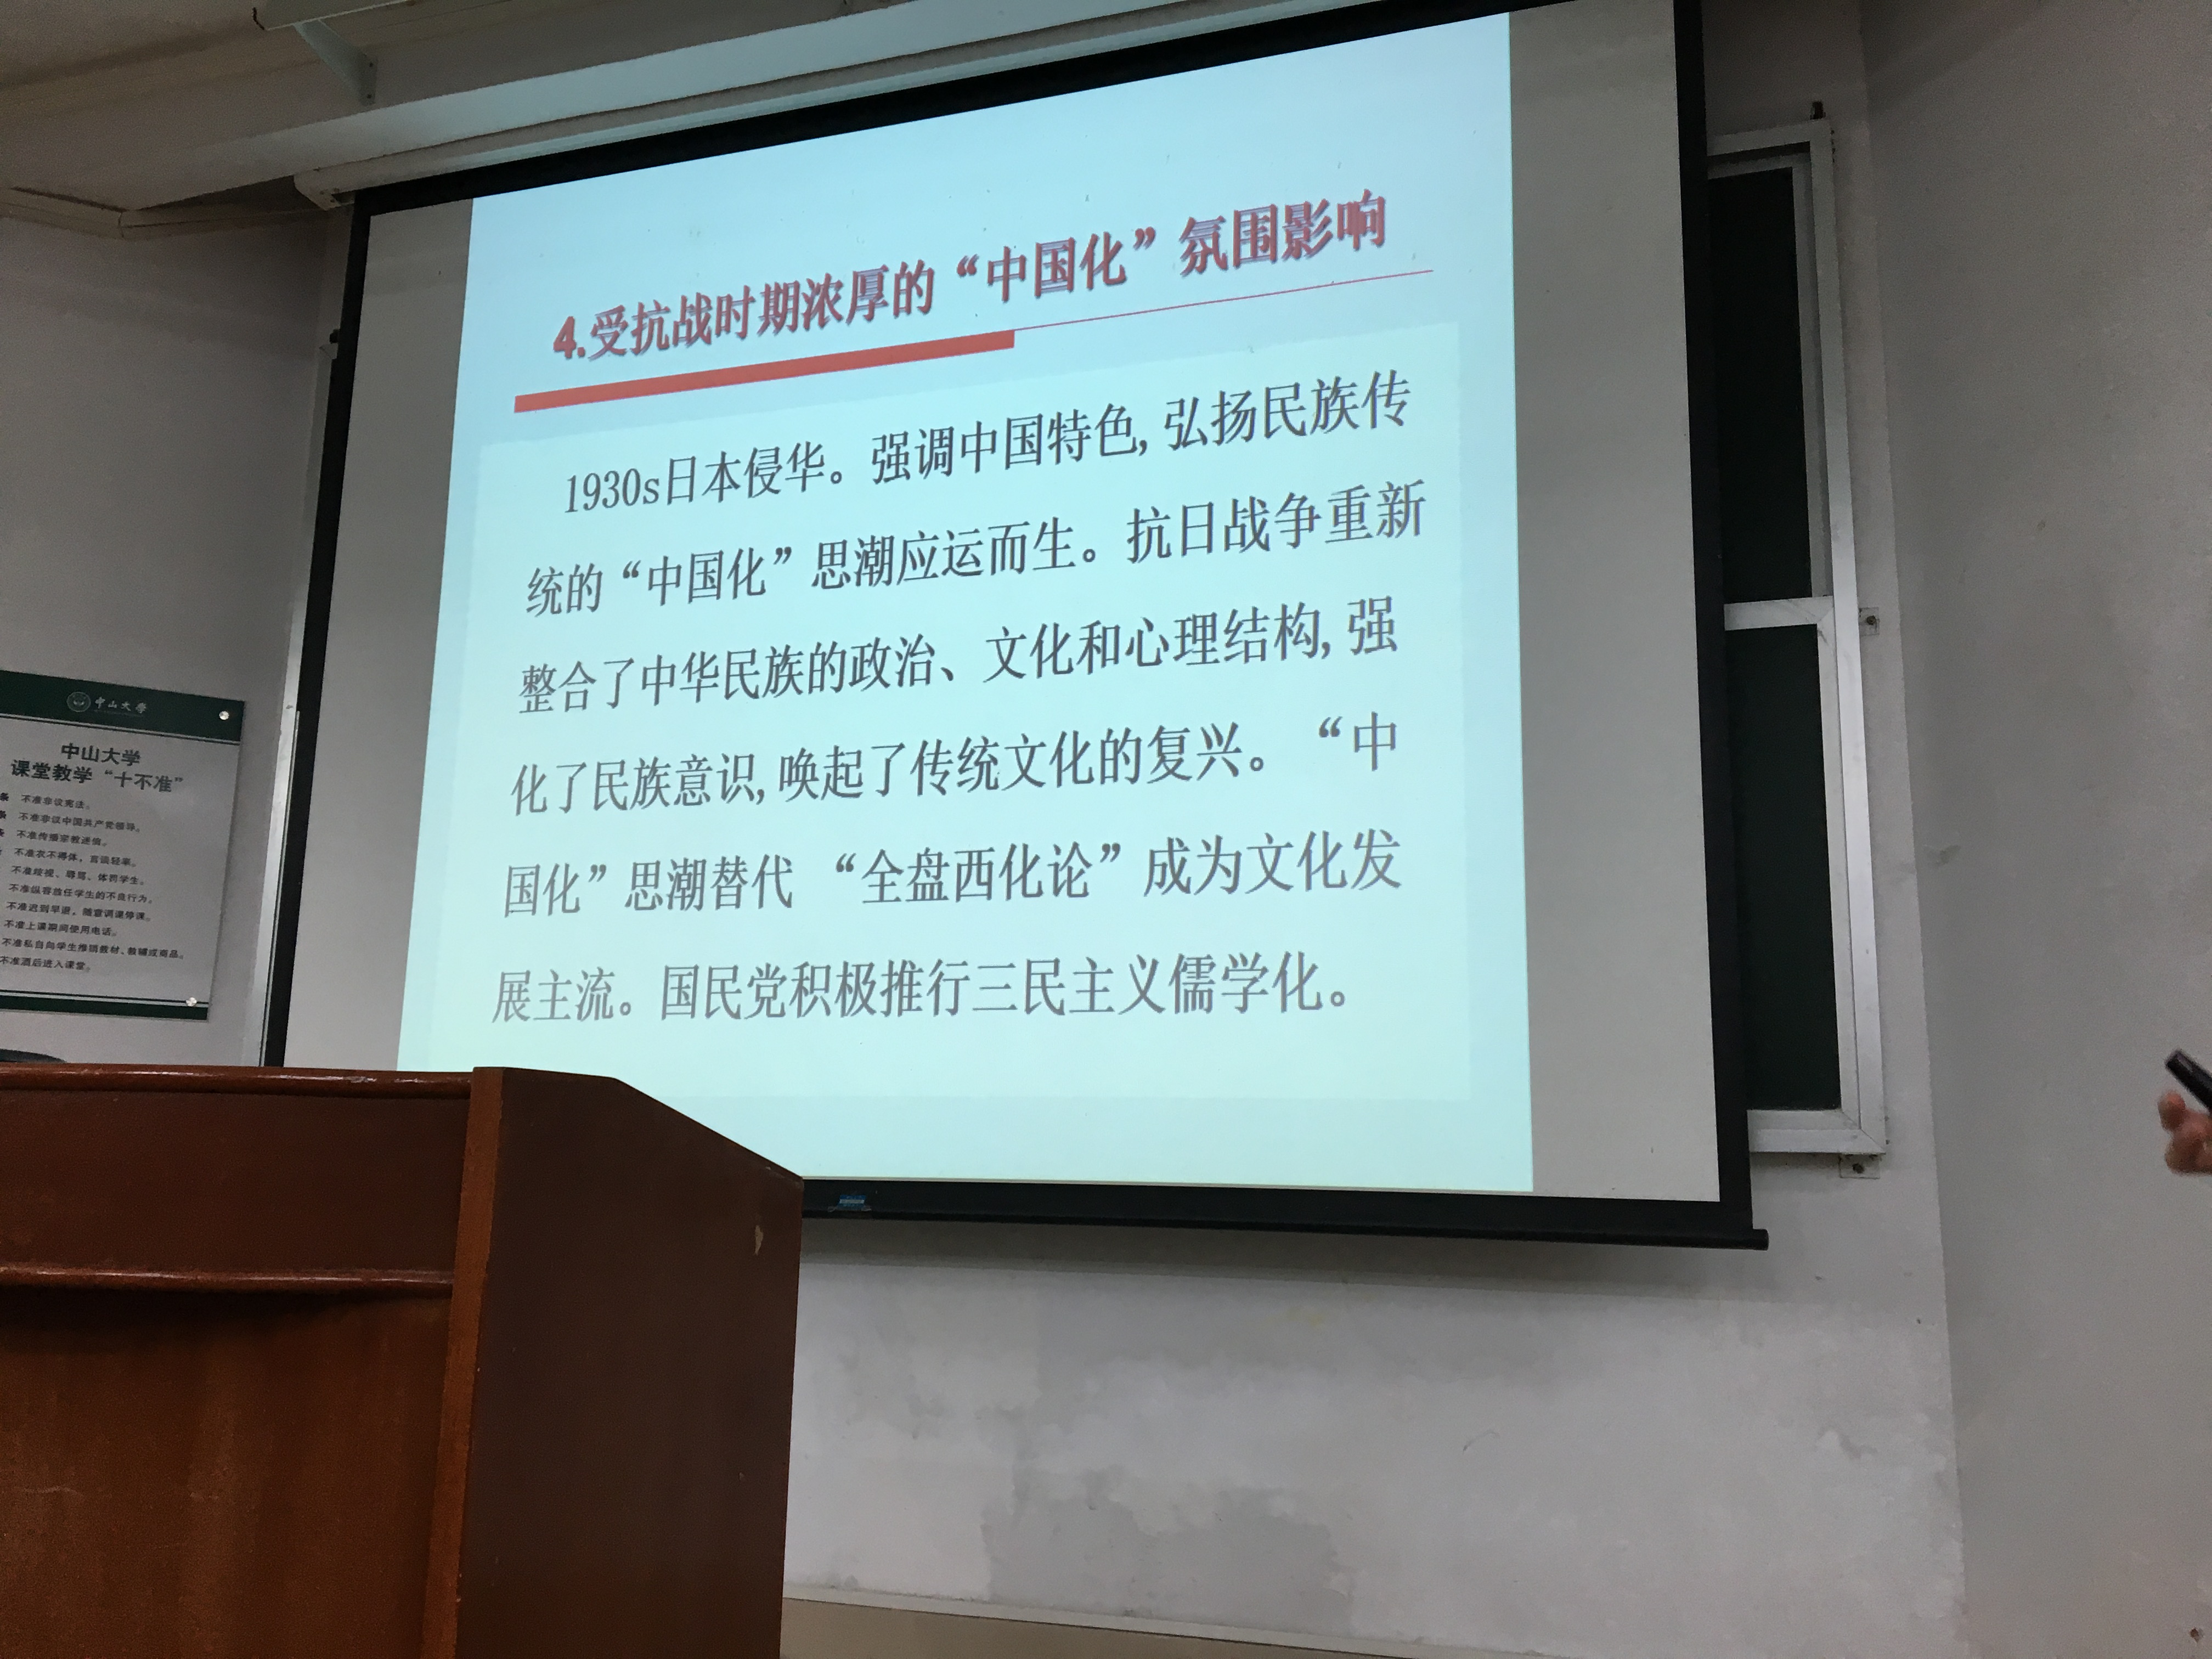 4.受抗战时期浓厚的“中国化”氛围影响
1930s日本侵华。强调中国特色,弘扬民族传
统的“中国化”思潮应运而生。抗日战争重新
整合了中华民族的政治、文化和心理结构,强
化了民族意识,唤起了传统文化的复兴。“中
国化”思潮替代 “全盘西化论”成为文化发
展主流。国民党积极推行三民主义儒学化。
中山大学
中山大学
课堂教学“十不准”
条 不准非议宪法。
条 不准非议中国共产党领导。
不准传播宗教迷信。
不准衣不得体，言谈轻率。
不准歧视、辱骂、体罚学生。
不准纵容放任学生的不良行为。
不准迟到早退，随意调课停课。
不准上课期间使用电话。
不准私自向学生推销教材、教辅或商品。
不准酒后进入课堂。